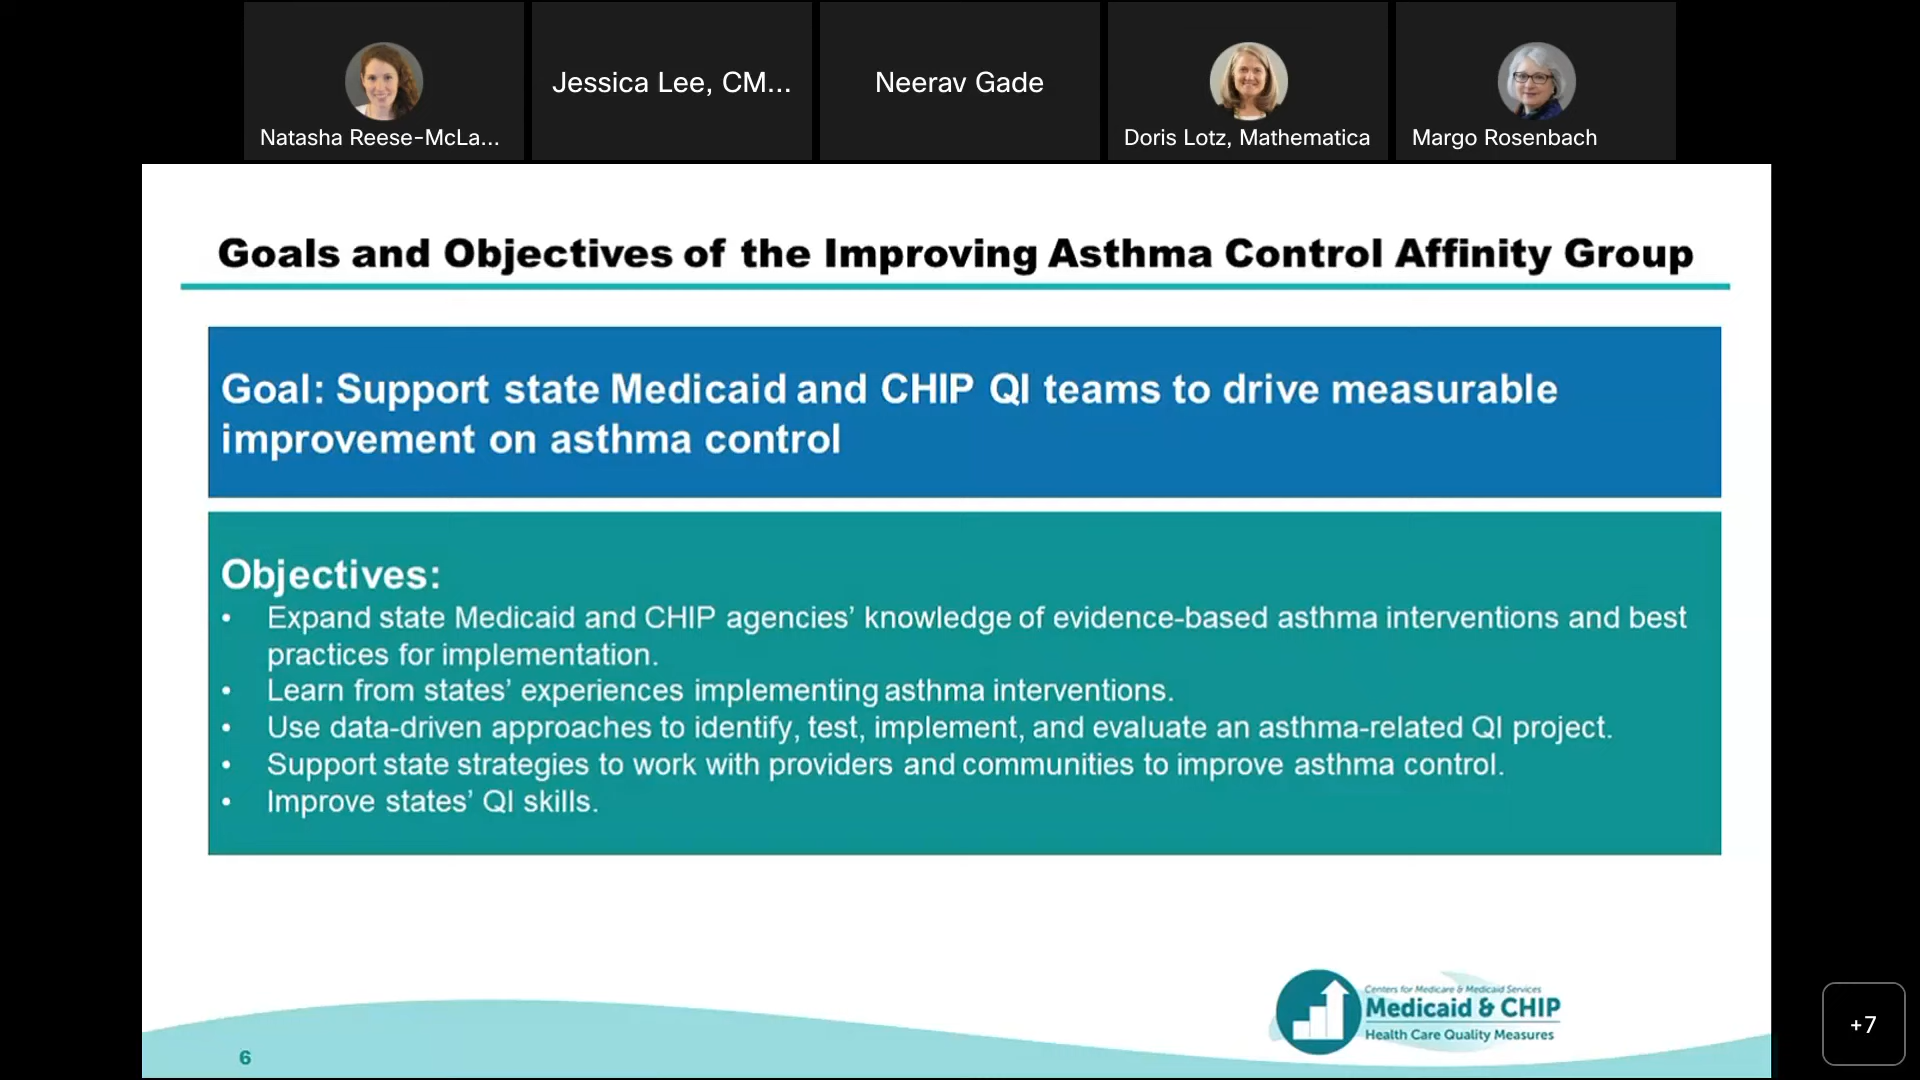 Natasha Reese-McLa...
Jessica Lee, CM...
Neerav Gade
Doris Lotz, Mathematica
Margo Rosenbach
Goals and Objectives of the Improving Asthma Control Affinity Group
Goal: Support state Medicaid and CHIP QI teams to drive measurable
improvement on asthma control
Objectives:
• Expand state Medicaid and CHIP agencies’ knowledge of evidence-based asthma interventions and best
practices for implementation.
• Learn from states’ experiences implementing asthma interventions.
• Use data-driven approaches to identify, test, implement, and evaluate an asthma-related QI project.
• Support state strategies to work with providers and communities to improve asthma control.
• Improve states’ QI skills.
Centers for Medicare & Medicaid Services
Medicaid & CHIP
Health Care Quality Measures
6
+7